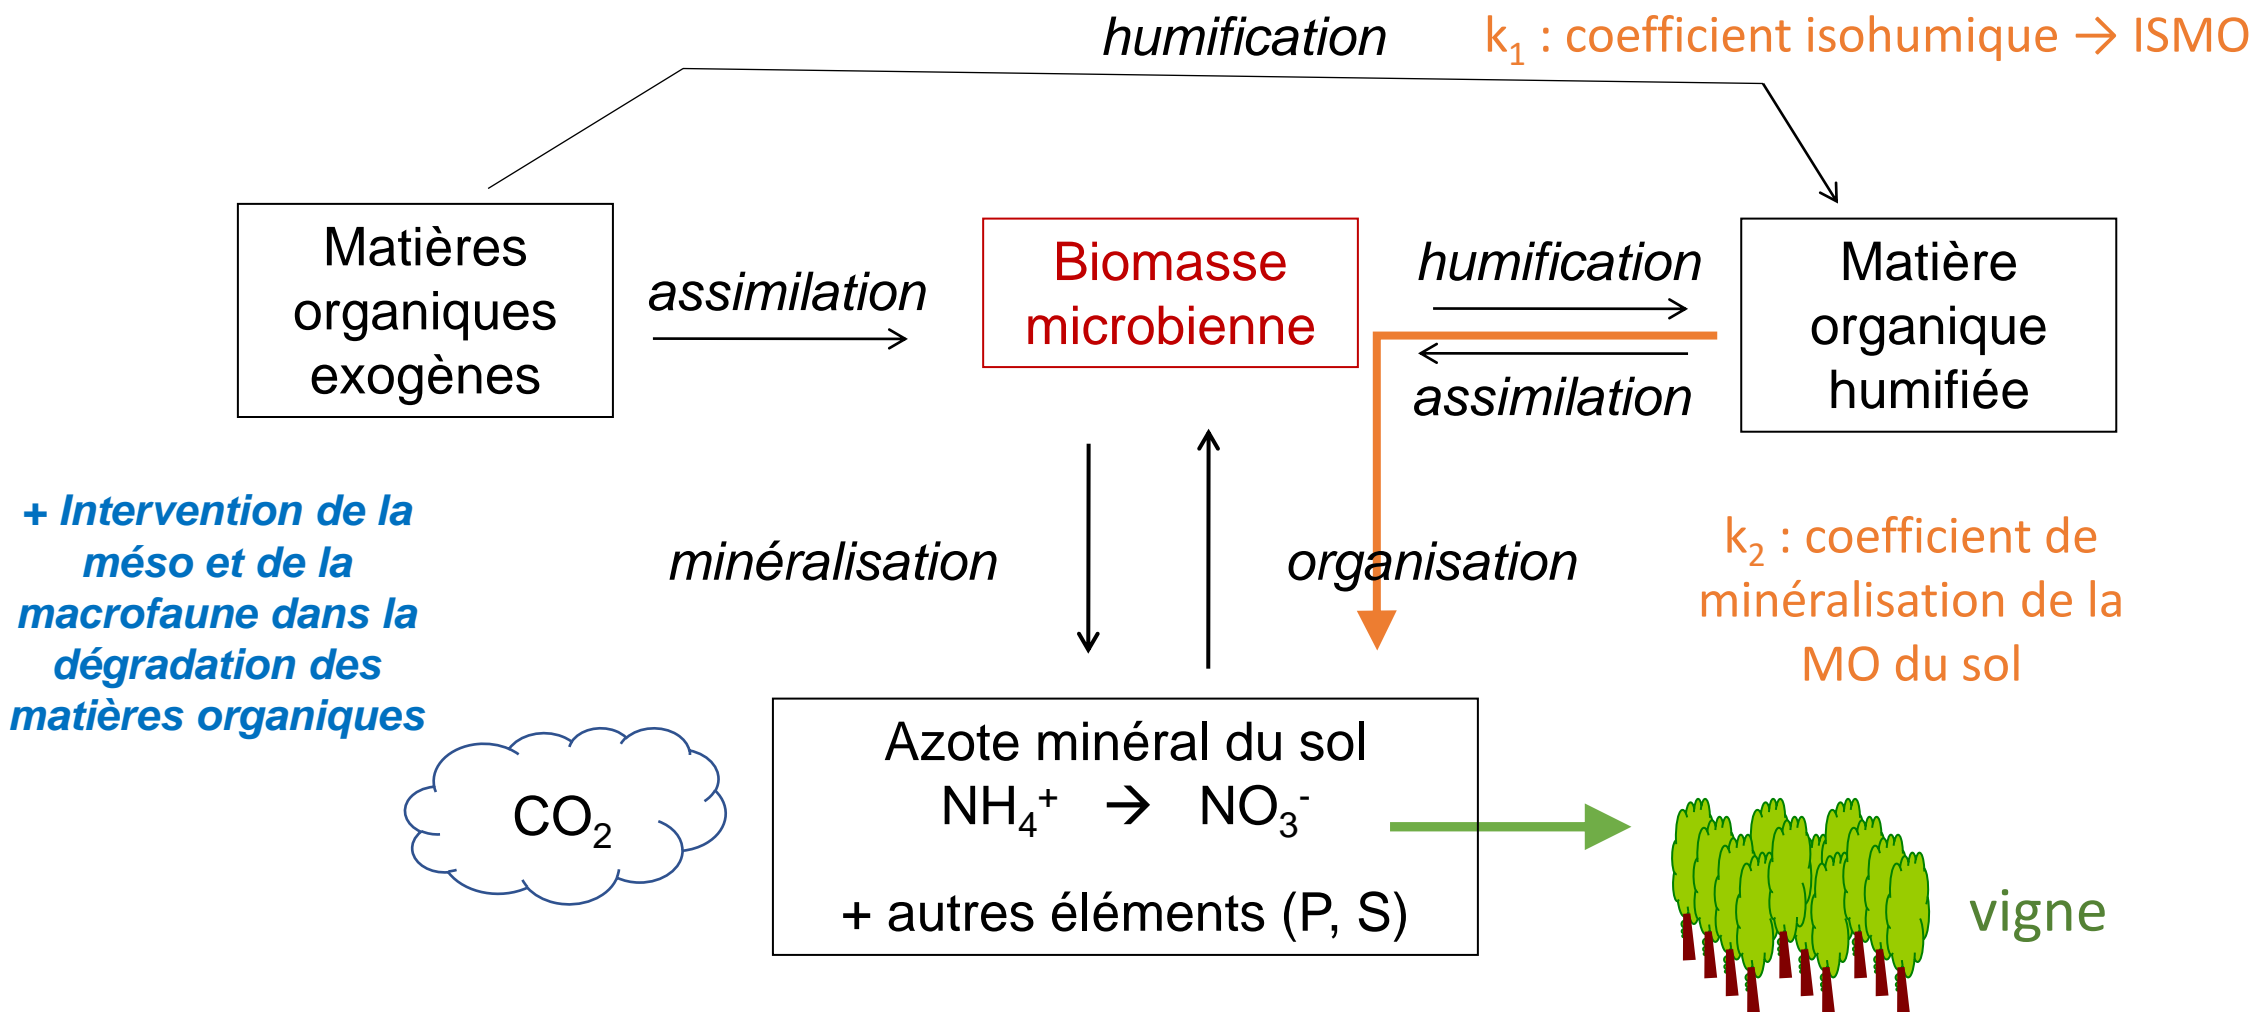 humification
k₁ : coefficient isohumique → ISMO
Matières
organiques
exogènes
assimilation
Biomasse
microbienne
humification
assimilation
Matière
organique
humifiée
+ Intervention de la
méso et de la
macrofaune dans la
dégradation des
matières organiques
minéralisation
organisation
k₂ : coefficient de
minéralisation de la
MO du sol
CO₂
Azote minéral du sol
NH₄⁺ → NO₃⁻
+ autres éléments (P, S)
vigne